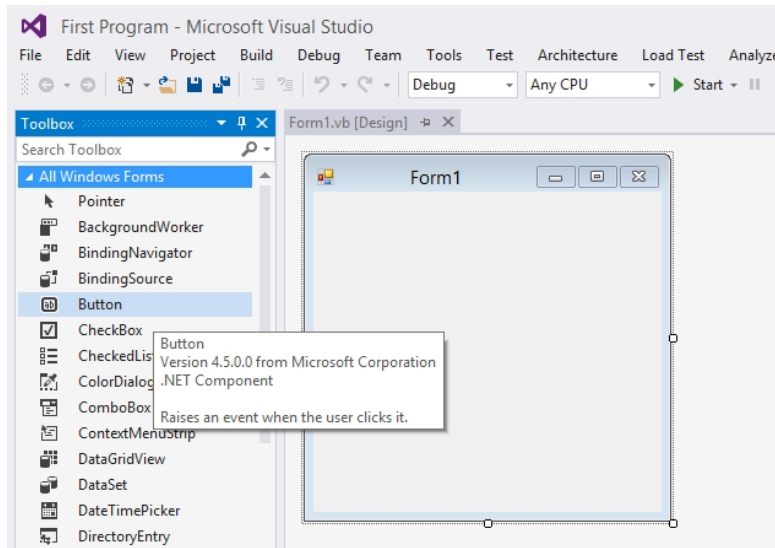 First Program - Microsoft Visual Studio
File Edit View Project Build Debug Team Tools Test Architecture Load Test Analyze
Debug Any CPU Start
Toolbox
Form1.vb [Design]
Search Toolbox
All Windows Forms
Form1
Pointer
BackgroundWorker
BindingNavigator
BindingSource
Button
CheckBox
CheckedLis
ColorDialog
ComboBox
ContextMenuStrip
DataGridView
DataSet
DateTimePicker
DirectoryEntry
Button
Version 4.5.0.0 from Microsoft Corporation
.NET Component
Raises an event when the user clicks it.